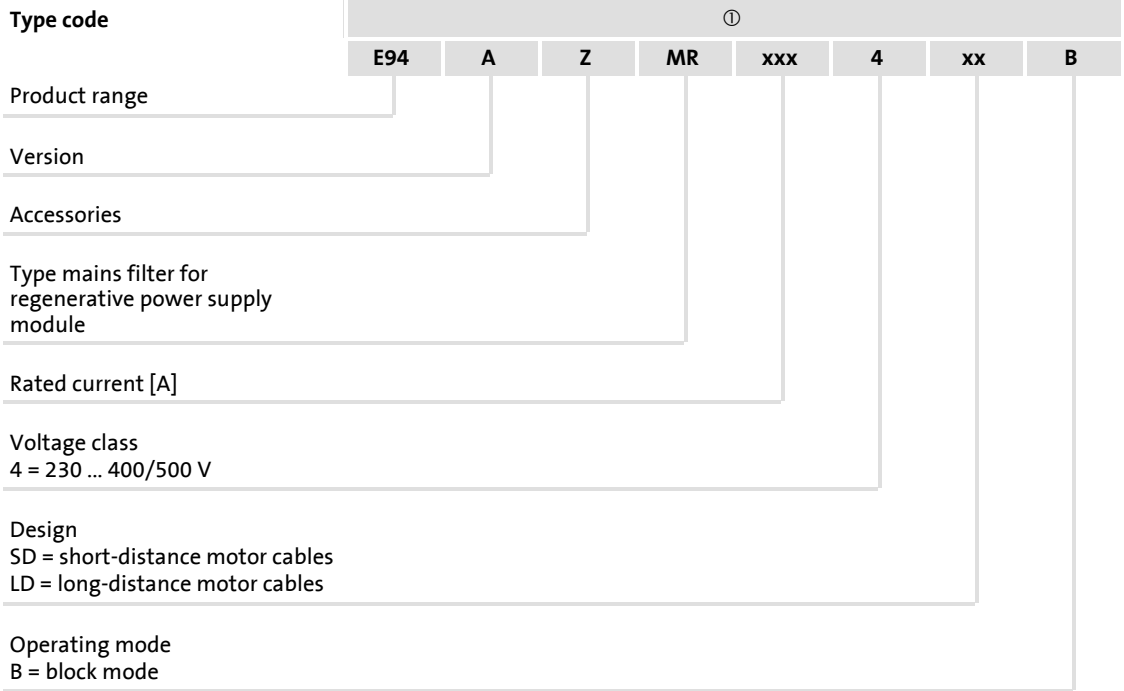 Type code ①
E94 A Z MR xxx 4 xx B
Product range
Version
Accessories
Type mains filter for
regenerative power supply
module
Rated current [A]
Voltage class
4 = 230 ... 400/500 V
Design
SD = short-distance motor cables
LD = long-distance motor cables
Operating mode
B = block mode